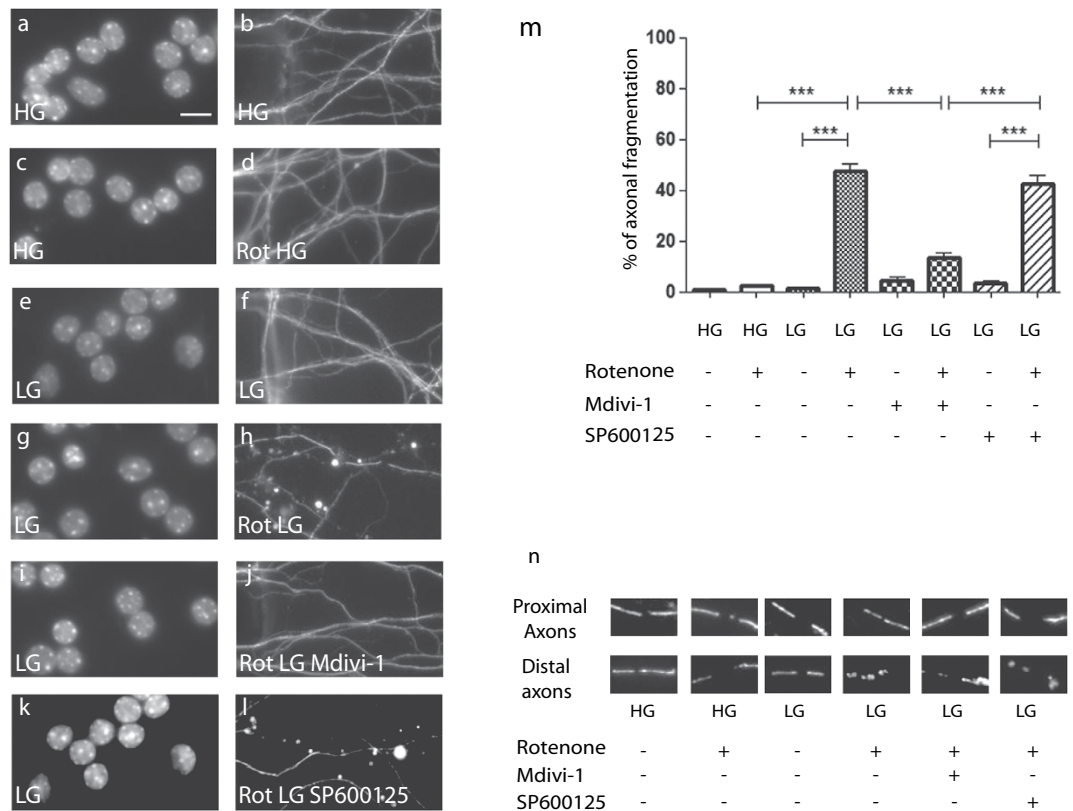 a
HG
b
HG
c
HG
d
Rot HG
e
LG
f
LG
g
LG
h
Rot LG
i
LG
j
Rot LG Mdivi-1
k
LG
l
Rot LG SP600125
m
% of axonal fragmentation
100
80
60
40
20
0
*** *** ***
*** ***
HG HG LG LG LG LG LG LG
Rotenone - + - + - + - +
Mdivi-1 - - - - + + - -
SP600125 - - - - - - + +
n
Proximal
Axons
Distal
axons
HG HG LG LG LG LG
Rotenone - + - + + +
Mdivi-1 - - - - + -
SP600125 - - - - - +